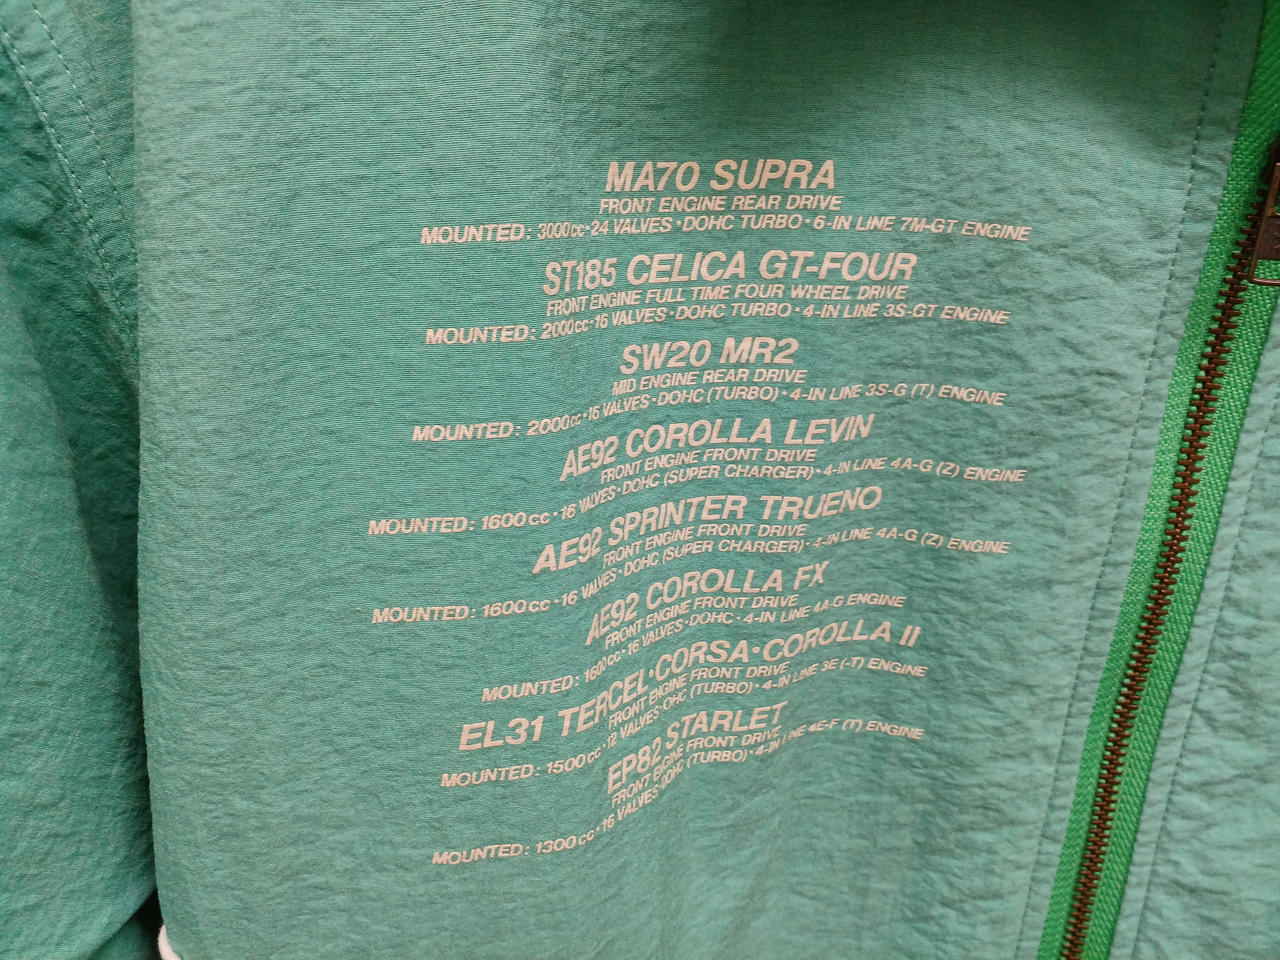 MA70 SUPRA
FRONT ENGINE REAR DRIVE
MOUNTED: 3000cc·24 VALVES·DOHC TURBO·6-IN LINE 7M-GT ENGINE
ST185 CELICA GT-FOUR
FRONT ENGINE FULL TIME FOUR WHEEL DRIVE
MOUNTED: 2000cc·16 VALVES·DOHC TURBO·4-IN LINE 3S-GT ENGINE
SW20 MR2
MID ENGINE REAR DRIVE
MOUNTED: 2000cc·16 VALVES·DOHC (TURBO)·4-IN LINE 3S-G (T) ENGINE
AE92 COROLLA LEVIN
FRONT ENGINE FRONT DRIVE
MOUNTED: 1600cc·16 VALVES·DOHC (SUPER CHARGER)·4-IN LINE 4A-G (Z) ENGINE
AE92 SPRINTER TRUENO
FRONT ENGINE FRONT DRIVE
MOUNTED: 1600cc·16 VALVES·DOHC (SUPER CHARGER)·4-IN LINE 4A-G (Z) ENGINE
AE92 COROLLA FX
FRONT ENGINE FRONT DRIVE
MOUNTED: 1600cc·16 VALVES·DOHC·4-IN LINE 4A-G ENGINE
EL31 TERCEL·CORSA·COROLLA II
FRONT ENGINE FRONT DRIVE
MOUNTED: 1500cc·12 VALVES·OHC (TURBO)·4-IN LINE 3E (-T) ENGINE
EP82 STARLET
FRONT ENGINE FRONT DRIVE
MOUNTED: 1300cc·16 VALVES·DOHC (TURBO)·4-IN LINE 4E-F (T) ENGINE